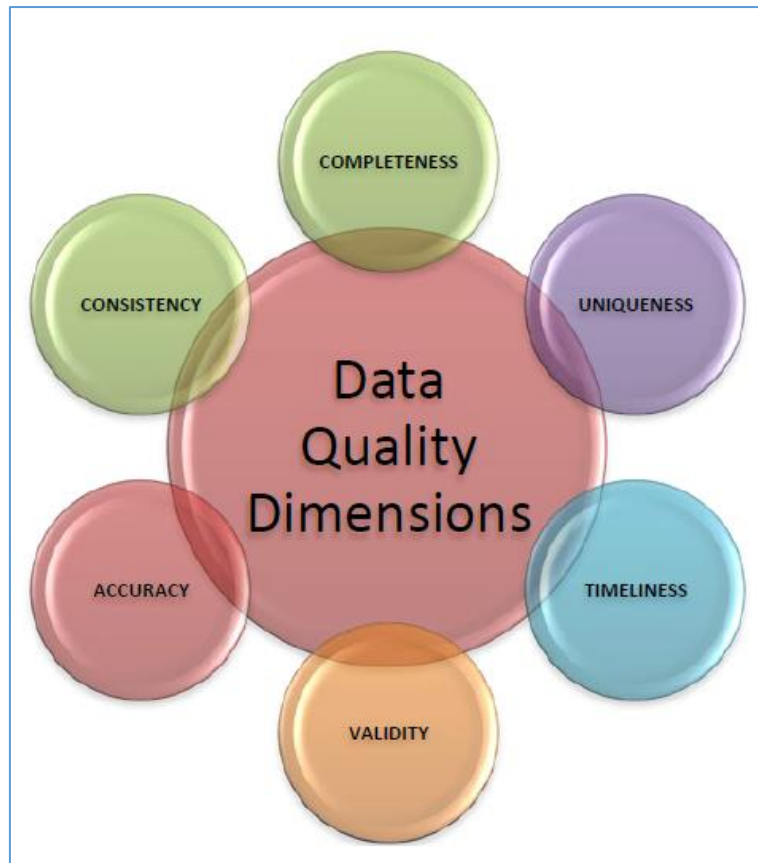 COMPLETENESS
CONSISTENCY
UNIQUENESS
Data
Quality
Dimensions
ACCURACY
TIMELINESS
VALIDITY